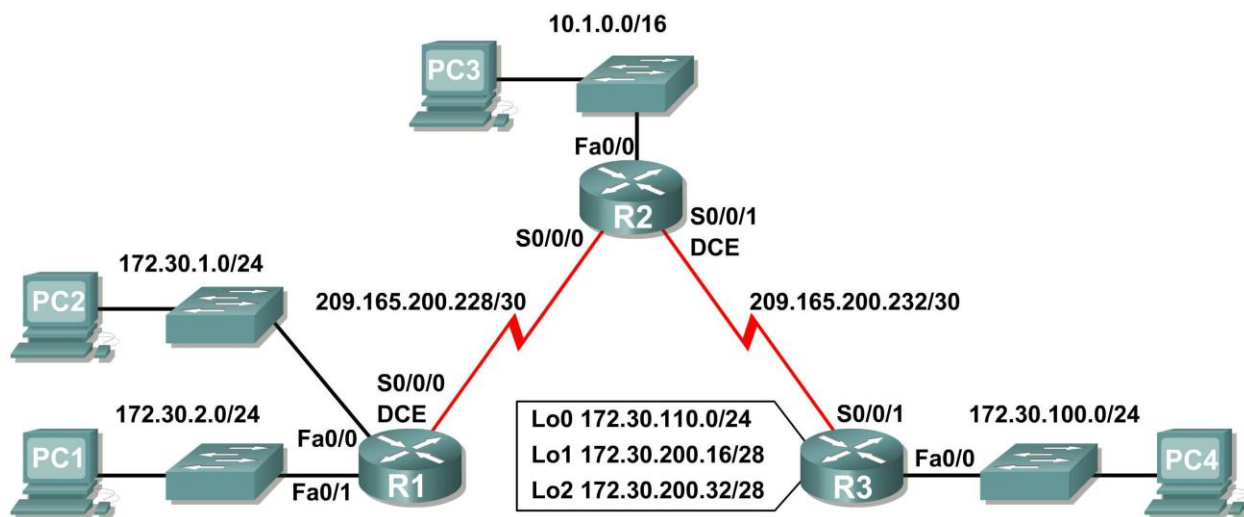 10.1.0.0/16
PC3
Fa0/0
R2
S0/0/1
DCE
S0/0/0
172.30.1.0/24
PC2
209.165.200.228/30
209.165.200.232/30
S0/0/0
DCE
172.30.2.0/24
Fa0/0
PC1
Fa0/1
R1
Lo0 172.30.110.0/24
Lo1 172.30.200.16/28
Lo2 172.30.200.32/28
S0/0/1
172.30.100.0/24
R3
Fa0/0
PC4